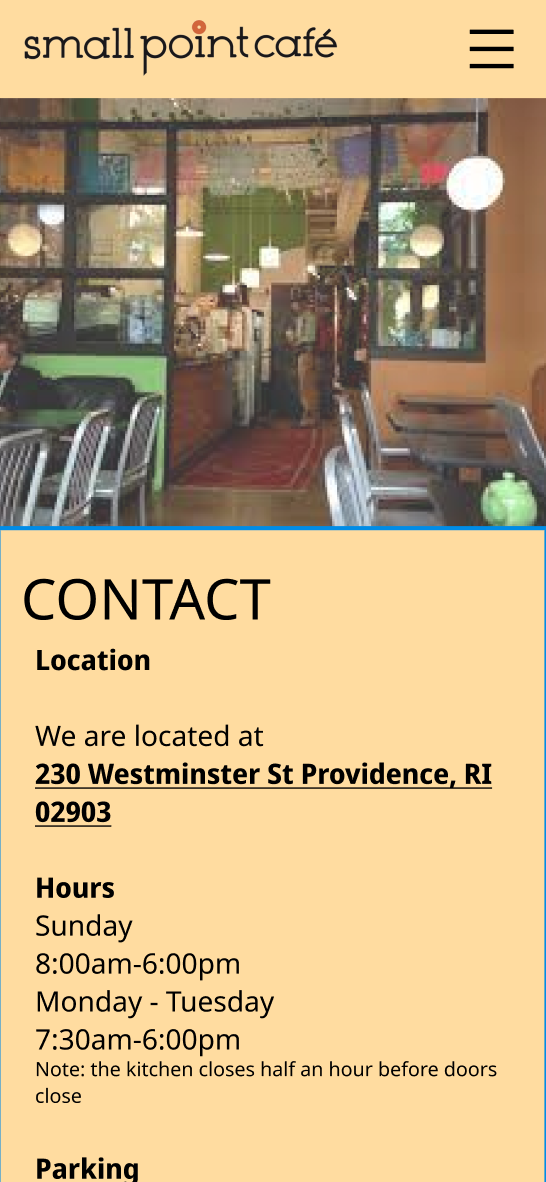 small point café
CONTACT
Location
We are located at
230 Westminster St Providence, RI
02903
Hours
Sunday
8:00am-6:00pm
Monday - Tuesday
7:30am-6:00pm
Note: the kitchen closes half an hour before doors
close
Parking